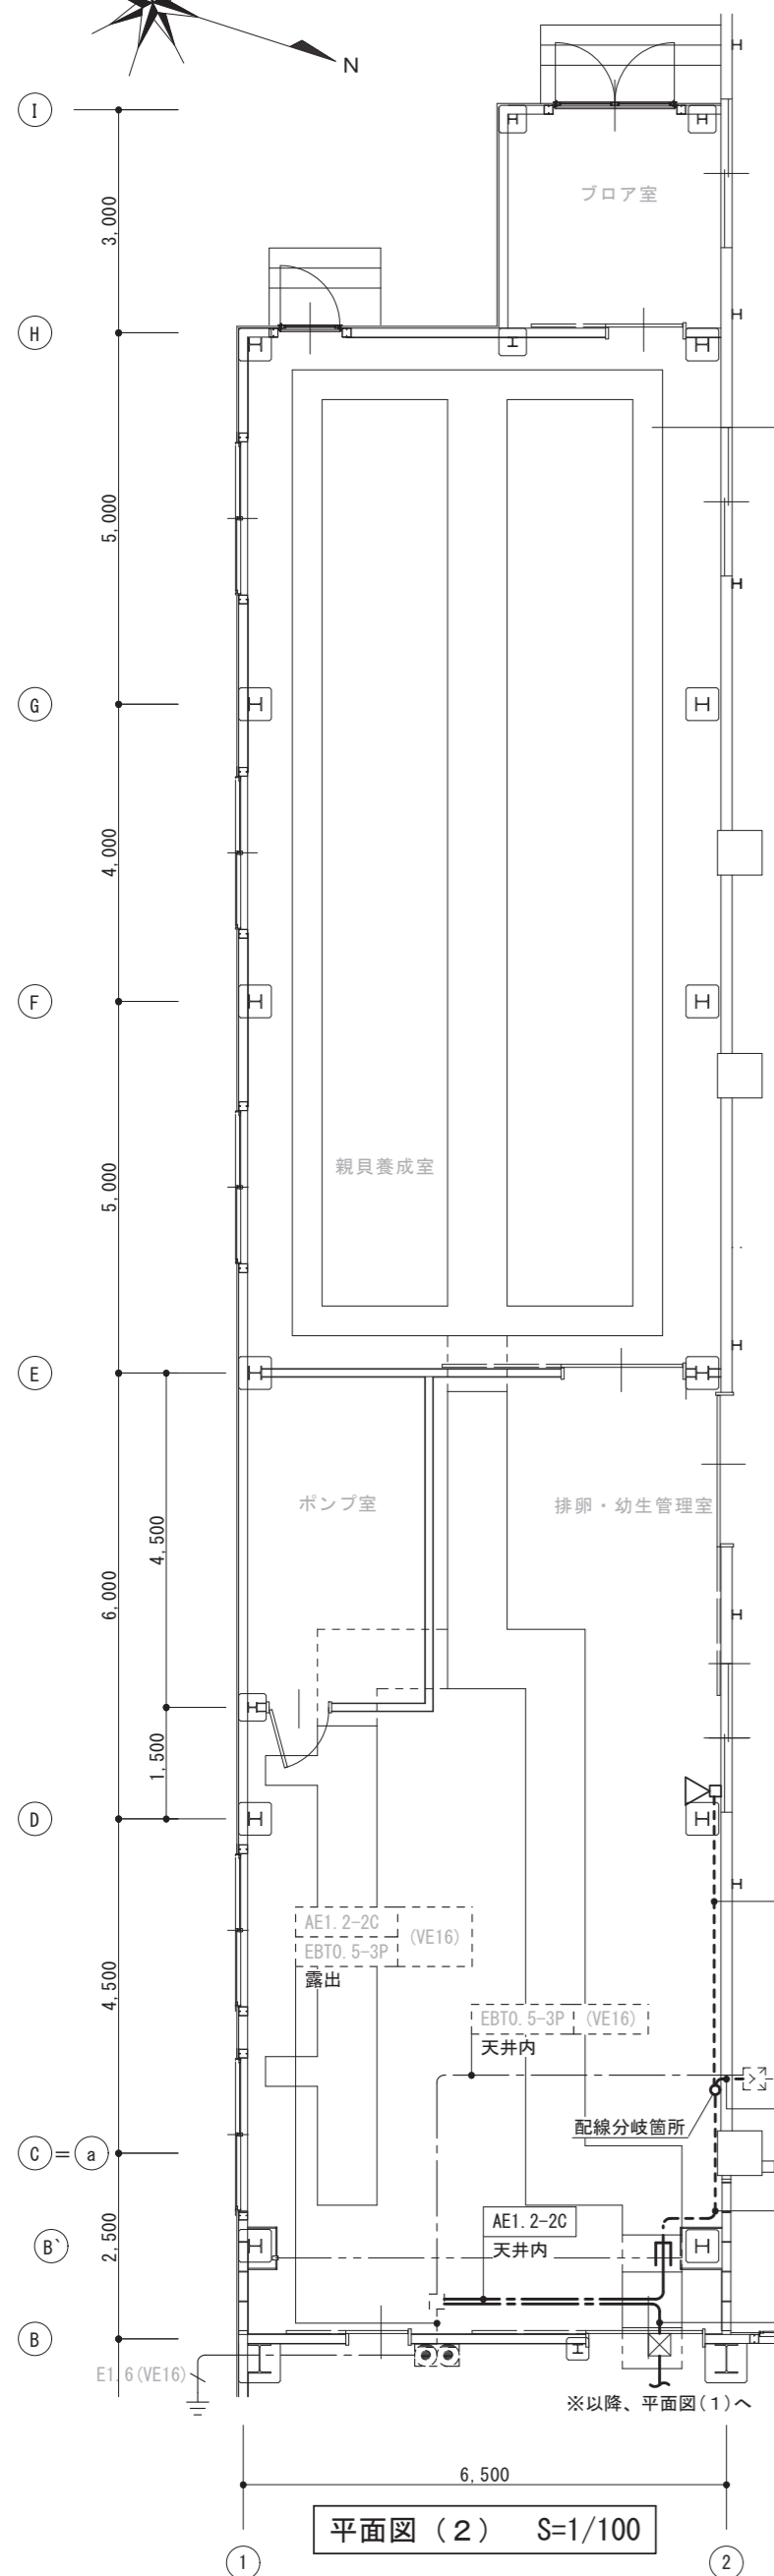 N
I
ブロア室
3,000
H
5,000
G
4,000
F
5,000
親貝養成室
E
ポンプ室
排卵・幼生管理室
4,500
6,000
1,500
D
AE1.2-2C
(VE16)
EBT0.5-3P
露出
4,500
EBT0.5-3P (VE16)
天井内
配線分岐箇所
C = a
AE1.2-2C
天井内
2,500
B`
B
E1.6(VE16)
※以降、平面図(1)へ
6,500
平面図(2) S=1/100
1
2